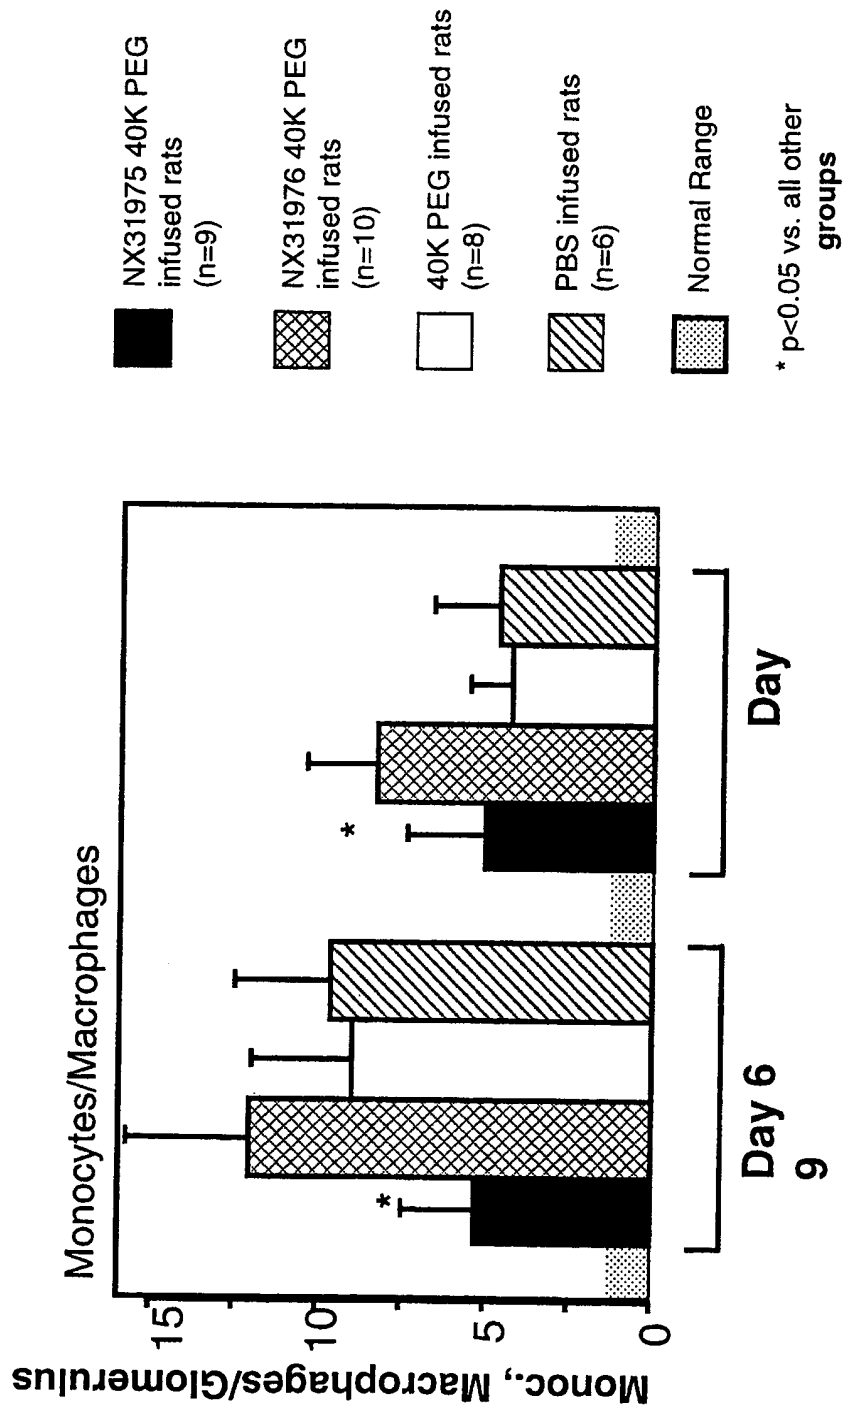 Monocytes/Macrophages
Monoc., Macrophages/Glomerulus
15
10
5
0
*
*
Day 6
9
Day
NX31975 40K PEG
infused rats
(n=9)
NX31976 40K PEG
infused rats
(n=10)
40K PEG infused rats
(n=8)
PBS infused rats
(n=6)
Normal Range
* p<0.05 vs. all other
groups